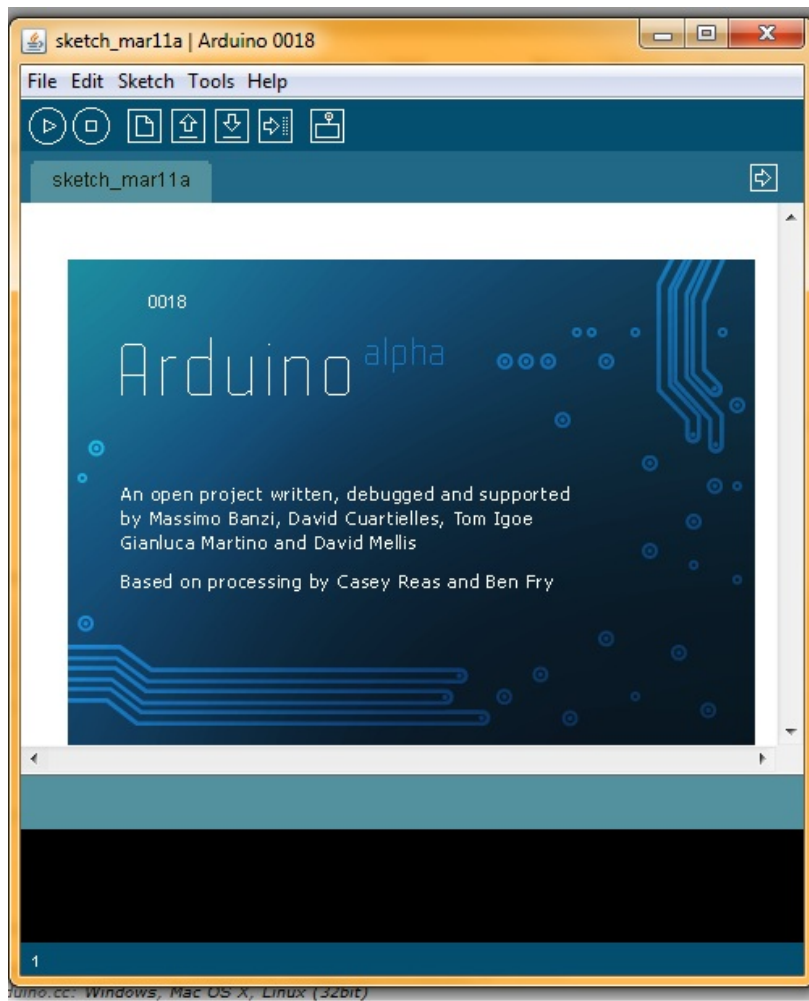 sketch_mar11a | Arduino 0018
File Edit Sketch Tools Help
sketch_mar11a
0018
Arduino alpha
An open project written, debugged and supported
by Massimo Banzi, David Cuartielles, Tom Igoe
Gianluca Martino and David Mellis
Based on processing by Casey Reas and Ben Fry
1
duino.cc: Windows, Mac OS X, Linux (32bit)